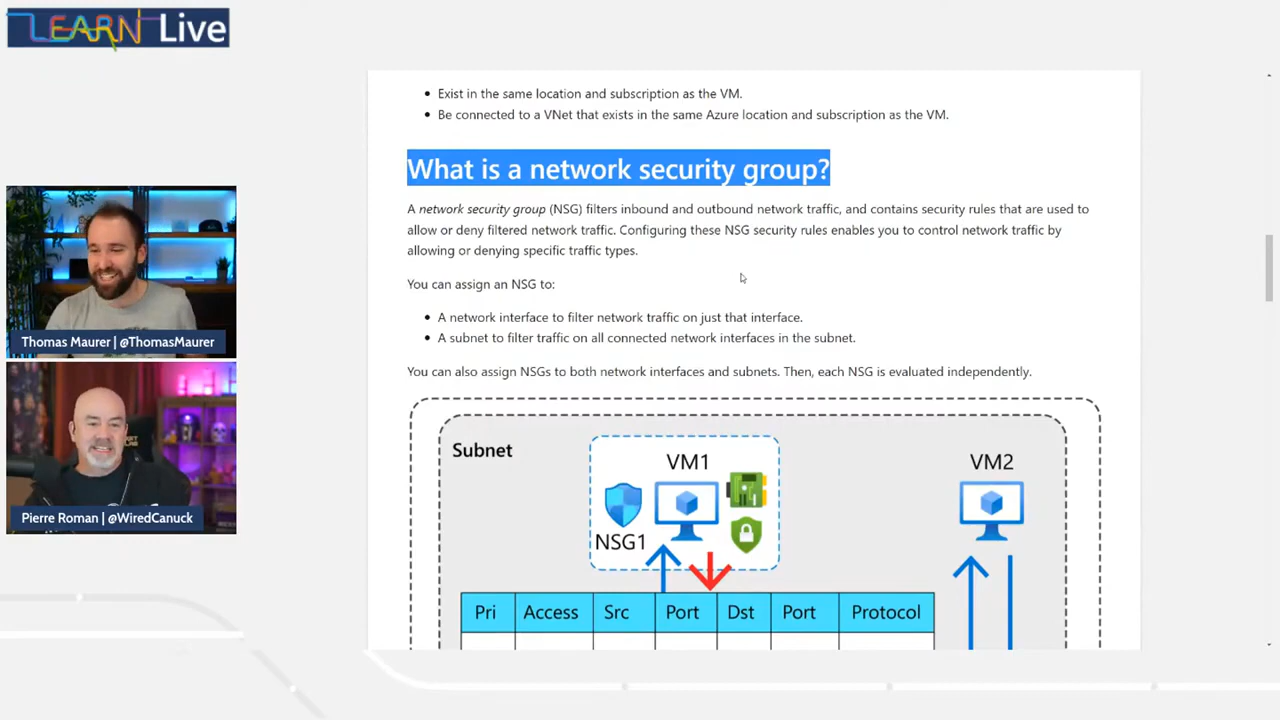 LEARN Live
Exist in the same location and subscription as the VM.
Be connected to a VNet that exists in the same Azure location and subscription as the VM.
What is a network security group?
A network security group (NSG) filters inbound and outbound network traffic, and contains security rules that are used to
allow or deny filtered network traffic. Configuring these NSG security rules enables you to control network traffic by
allowing or denying specific traffic types.
You can assign an NSG to:
A network interface to filter network traffic on just that interface.
A subnet to filter traffic on all connected network interfaces in the subnet.
You can also assign NSGs to both network interfaces and subnets. Then, each NSG is evaluated independently.
Thomas Maurer | @ThomasMaurer
Pierre Roman | @WiredCanuck
Subnet
VM1
VM2
NSG1
Pri Access Src Port Dst Port Protocol